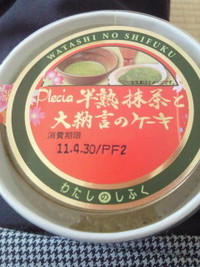 WATASHI NO SHIFUKU
Plecia 半熟抹茶と
大納言のケーキ
消費期限
11.4.30/PF2
わたしのしふく